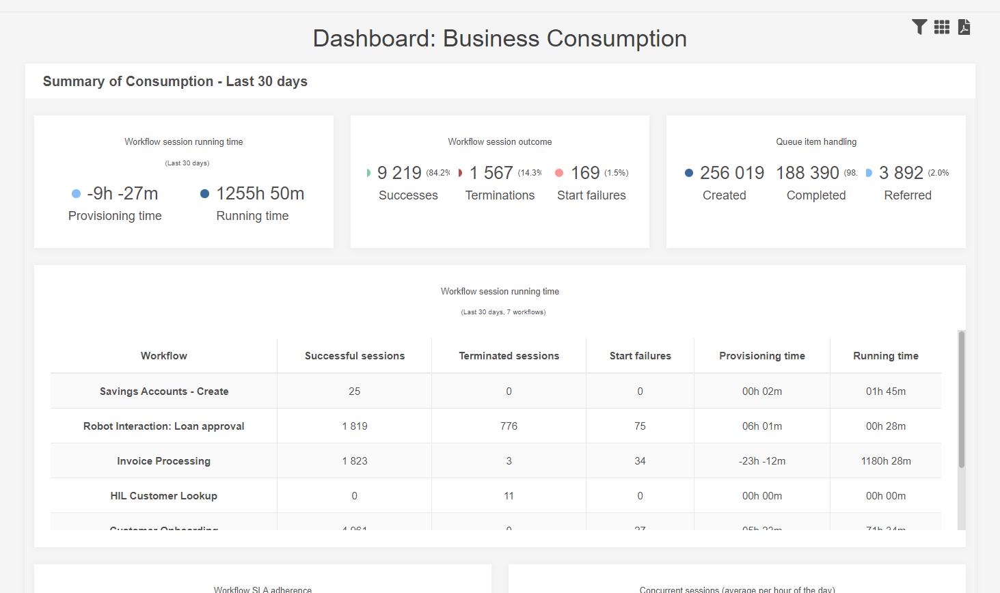 Dashboard: Business Consumption
Summary of Consumption - Last 30 days
Workflow session running time
(Last 30 days)
-9h -27m
Provisioning time
1255h 50m
Running time
Workflow session outcome
9 219 (84.2%
Successes
1 567 (14.3%
Terminations
169 (1.5%)
Start failures
Queue item handling
256 019
Created
188 390 (98.
Completed
3 892 (2.0%
Referred
Workflow session running time
(Last 30 days, 7 workflows)
Workflow Successful sessions Terminated sessions Start failures Provisioning time Running time
Savings Accounts - Create 25 0 0 00h 02m 01h 45m
Robot Interaction: Loan approval 1 819 776 75 06h 01m 00h 28m
Invoice Processing 1 823 3 34 -23h -12m 1180h 28m
HIL Customer Lookup 0 11 0 00h 00m 00h 00m
Customer Onboarding 4 961 0 27
Workflow SLA adherence
Concurrent sessions (average per hour of the day)